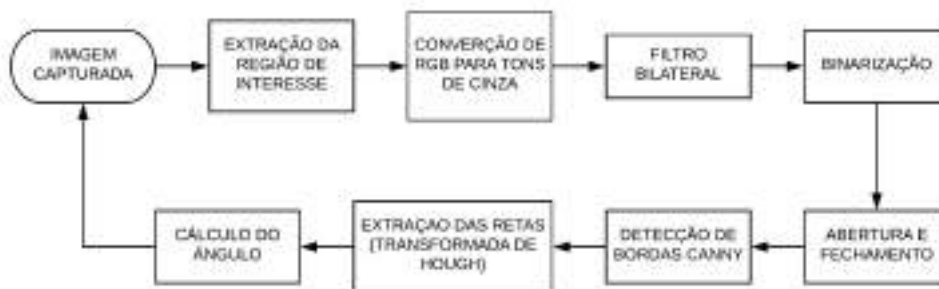 IMAGEM
CAPTURADA
EXTRAÇÃO DA
REGIÃO DE
INTERESSE
CONVERÇÃO DE
RGB PARA TONS
DE CINZA
FILTRO
BILATERAL
BINARIZAÇÃO
ABERTURA E
FECHAMENTO
DETECÇÃO DE
BORDAS CANNY
EXTRAÇAO DAS RETAS
(TRANSFORMADA DE
HOUGH)
CÁLCULO DO
ÂNGULO